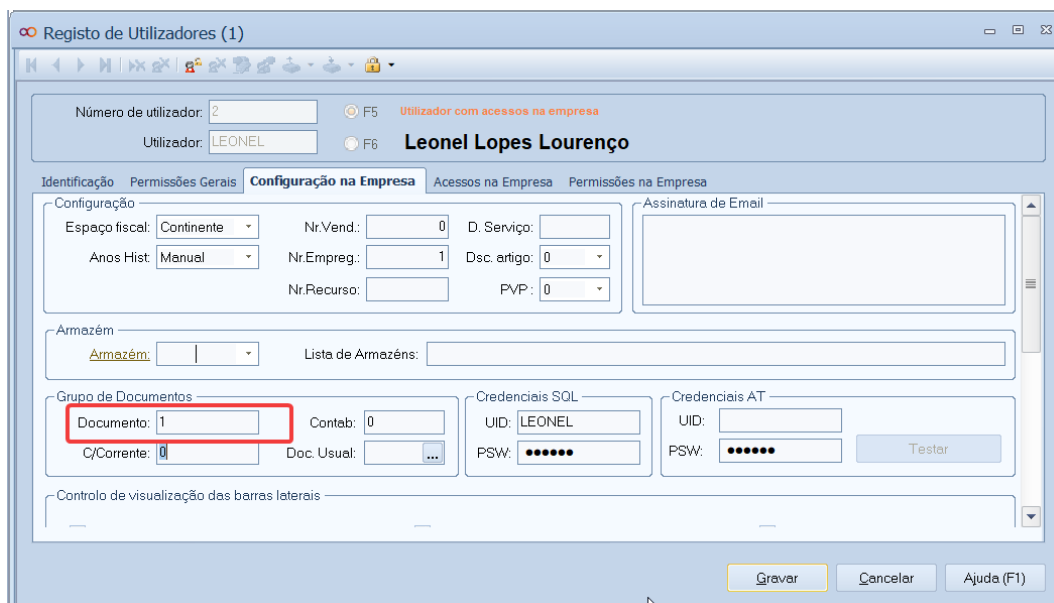 Registo de Utilizadores (1)
Número de utilizador: 2 F5 Utilizador com acessos na empresa
Utilizador: LEONEL F6 Leonel Lopes Lourenço
Identificação Permissões Gerais Configuração na Empresa Acessos na Empresa Permissões na Empresa
Configuração Assinatura de Email
Espaço fiscal: Continente Nr.Vend.: 0 D. Serviço:
Anos Hist: Manual Nr.Empreg.: 1 Dsc. artigo: 0
Nr.Recurso: PVP : 0
Armazém
Armazém: Lista de Armazéns:
Grupo de Documentos Credenciais SQL Credenciais AT
Documento: 1 Contab: 0 UID: LEONEL UID:
C/Corrente: 0 Doc. Usual: ... PSW: ●●●●●● PSW: ●●●●●● Testar
Controlo de visualização das barras laterais
Gravar Cancelar Ajuda (F1)